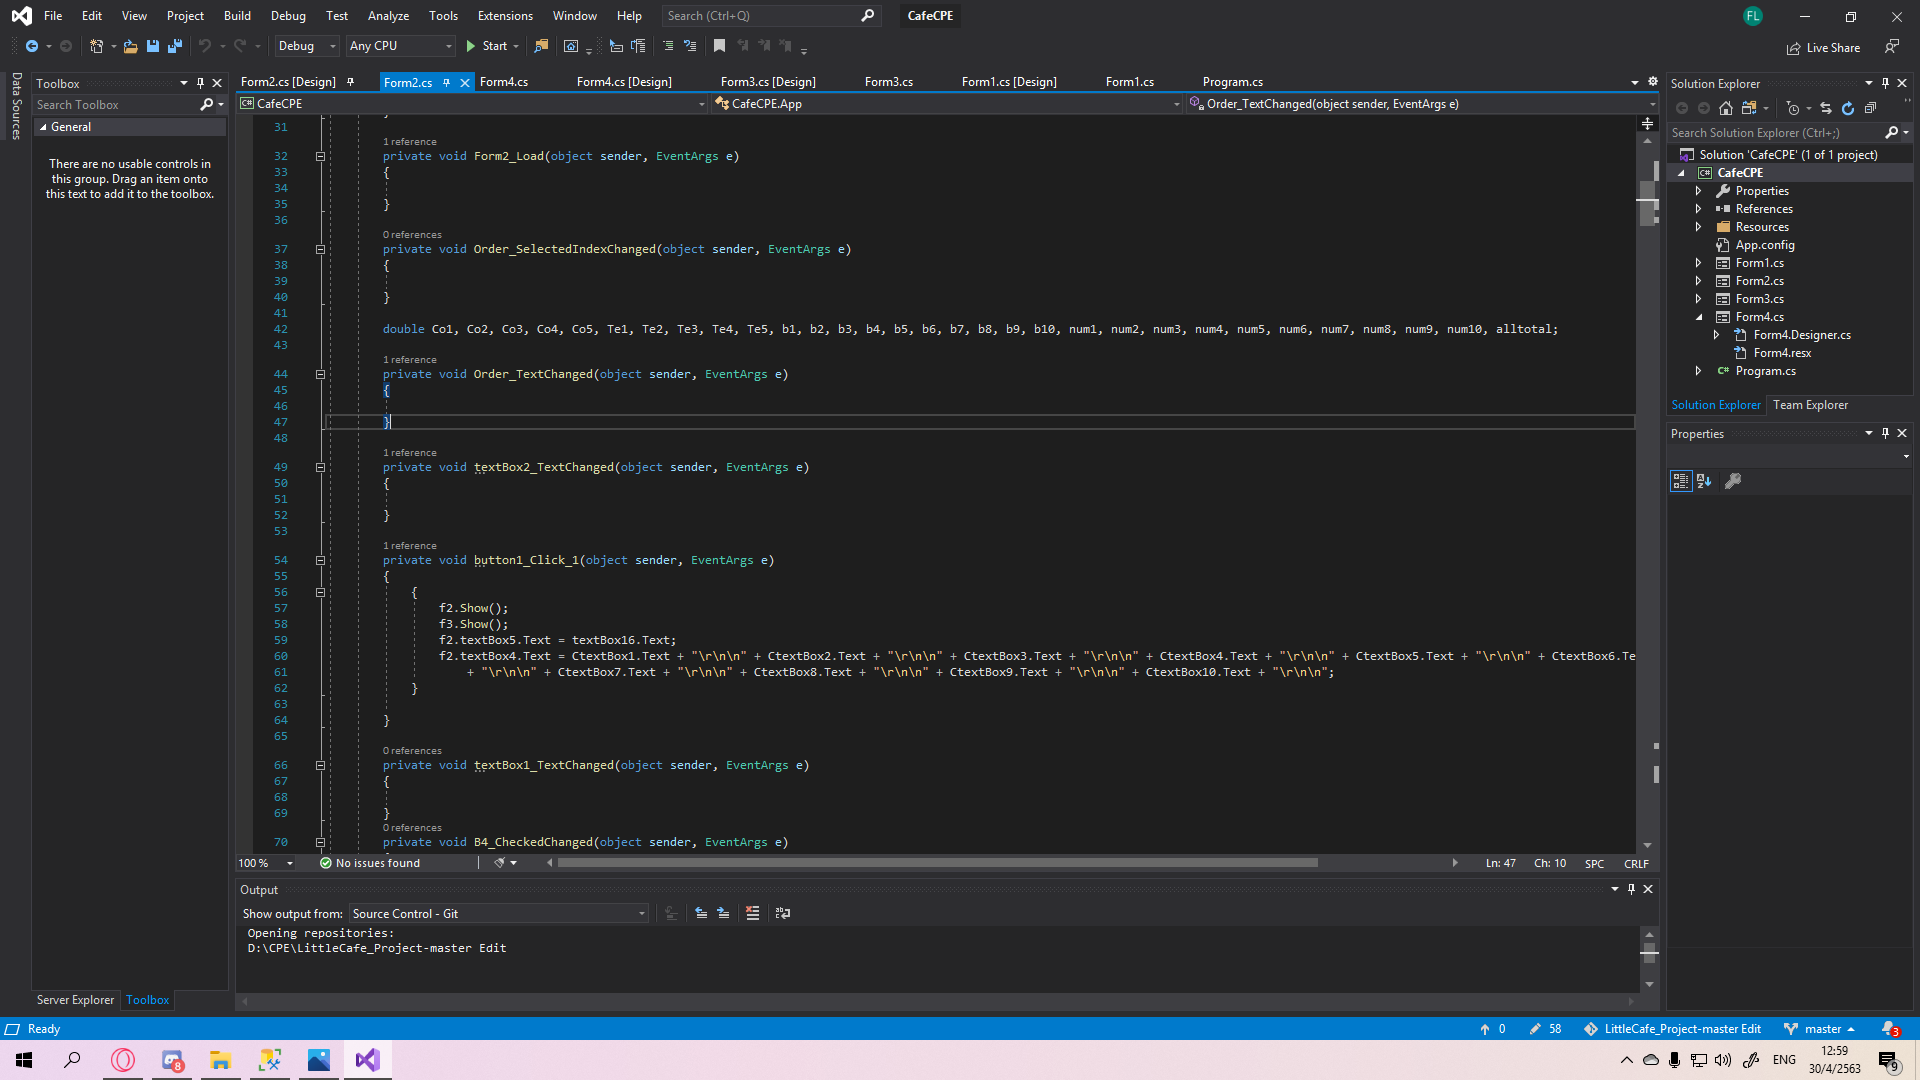 File Edit View Project Build Debug Test Analyze Tools Extensions Window Help Search (Ctrl+Q) CafeCPE FL
Debug Any CPU Start Live Share
Data Sources
Toolbox
Search Toolbox
General
There are no usable controls in
this group. Drag an item onto
this text to add it to the toolbox.
Server Explorer Toolbox
Form2.cs [Design] Form2.cs Form4.cs Form4.cs [Design] Form3.cs [Design] Form3.cs Form1.cs [Design] Form1.cs Program.cs
CafeCPE CafeCPE.App Order_TextChanged(object sender, EventArgs e)
31
1 reference
32 private void Form2_Load(object sender, EventArgs e)
33 {
34
35 }
36
0 references
37 private void Order_SelectedIndexChanged(object sender, EventArgs e)
38 {
39
40 }
41
42 double Co1, Co2, Co3, Co4, Co5, Te1, Te2, Te3, Te4, Te5, b1, b2, b3, b4, b5, b6, b7, b8, b9, b10, num1, num2, num3, num4, num5, num6, num7, num8, num9, num10, alltotal;
43
1 reference
44 private void Order_TextChanged(object sender, EventArgs e)
45 {
46
47 }
48
1 reference
49 private void textBox2_TextChanged(object sender, EventArgs e)
50 {
51
52 }
53
1 reference
54 private void button1_Click_1(object sender, EventArgs e)
55 {
56 {
57 f2.Show();
58 f3.Show();
59 f2.textBox5.Text = textBox16.Text;
60 f2.textBox4.Text = CtextBox1.Text + "\r\n\n" + CtextBox2.Text + "\r\n\n" + CtextBox3.Text + "\r\n\n" + CtextBox4.Text + "\r\n\n" + CtextBox5.Text + "\r\n\n" + CtextBox6.Te
61 + "\r\n\n" + CtextBox7.Text + "\r\n\n" + CtextBox8.Text + "\r\n\n" + CtextBox9.Text + "\r\n\n" + CtextBox10.Text + "\r\n\n";
62 }
63
64 }
65
0 references
66 private void textBox1_TextChanged(object sender, EventArgs e)
67 {
68
69 }
0 references
70 private void B4_CheckedChanged(object sender, EventArgs e)
100 % No issues found Ln: 47 Ch: 10 SPC CRLF
Output
Show output from: Source Control - Git
Opening repositories:
D:\CPE\LittleCafe_Project-master Edit
Solution Explorer
Search Solution Explorer (Ctrl+;)
Solution 'CafeCPE' (1 of 1 project)
CafeCPE
Properties
References
Resources
App.config
Form1.cs
Form2.cs
Form3.cs
Form4.cs
Form4.Designer.cs
Form4.resx
Program.cs
Solution Explorer Team Explorer
Properties
Ready 0 58 LittleCafe_Project-master Edit master 3
8 ENG 12:59 9
30/4/2563